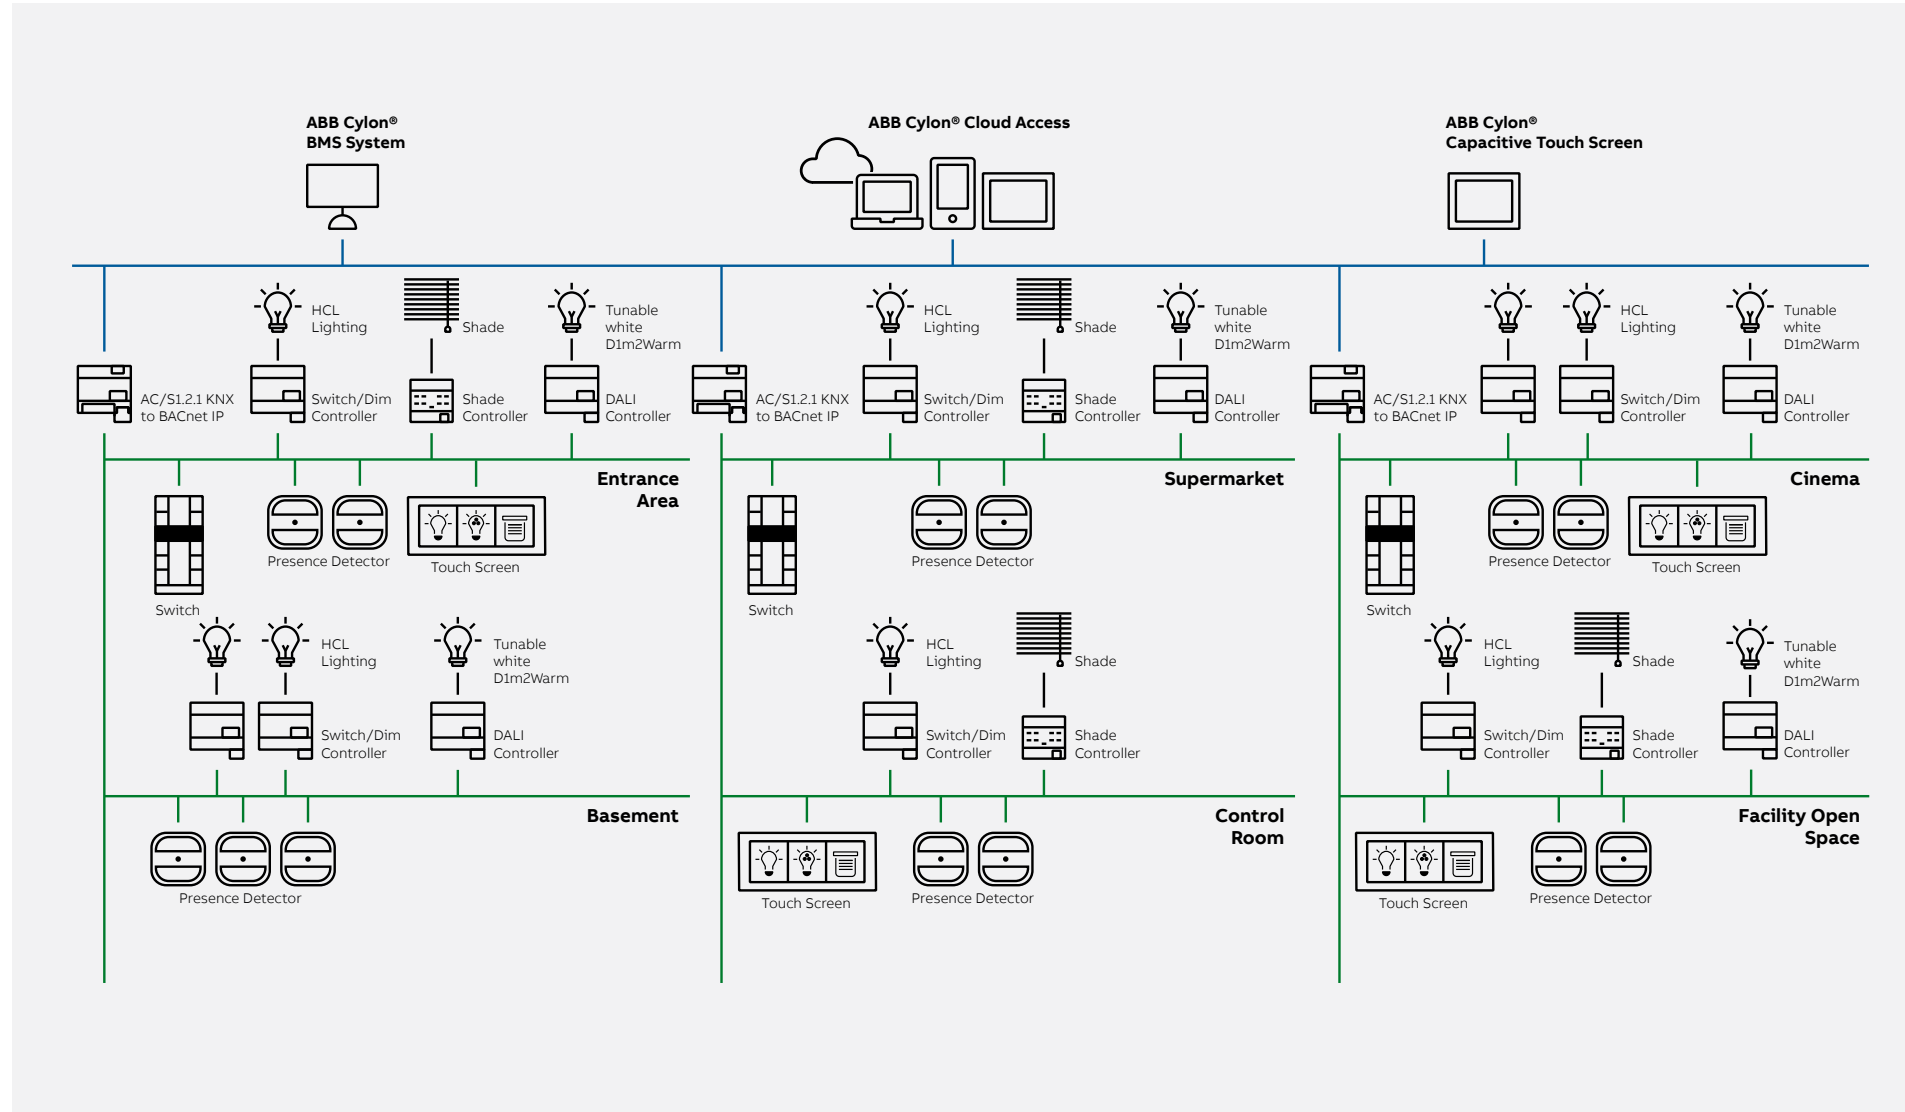 ABB Cylon®
BMS System
ABB Cylon® Cloud Access
ABB Cylon®
Capacitive Touch Screen
HCL
Lighting
Shade
Tunable
white
D1m2Warm
AC/S1.2.1 KNX
to BACnet IP
Switch/Dim
Controller
Shade
Controller
DALI
Controller
Entrance
Area
Switch
Presence Detector
Touch Screen
HCL
Lighting
Shade
Tunable
white
D1m2Warm
AC/S1.2.1 KNX
to BACnet IP
Switch/Dim
Controller
Shade
Controller
DALI
Controller
Supermarket
Switch
Presence Detector
HCL
Lighting
Tunable
white
D1m2Warm
AC/S1.2.1 KNX
to BACnet IP
Switch/Dim
Controller
DALI
Controller
Cinema
Switch
Presence Detector
Touch Screen
HCL
Lighting
Tunable
white
D1m2Warm
Switch/Dim
Controller
DALI
Controller
Basement
Presence Detector
HCL
Lighting
Shade
Switch/Dim
Controller
Shade
Controller
Control
Room
Touch Screen
Presence Detector
HCL
Lighting
Shade
Tunable
white
D1m2Warm
Switch/Dim
Controller
Shade
Controller
DALI
Controller
Facility Open
Space
Touch Screen
Presence Detector